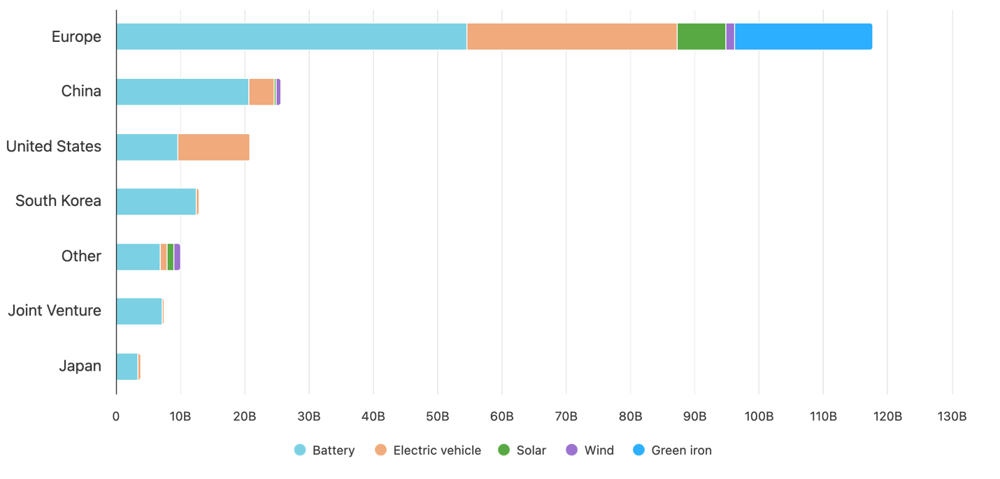 Europe
China
United States
South Korea
Other
Joint Venture
Japan
0 10B 20B 30B 40B 50B 60B 70B 80B 90B 100B 110B 120B 130B
Battery Electric vehicle Solar Wind Green iron